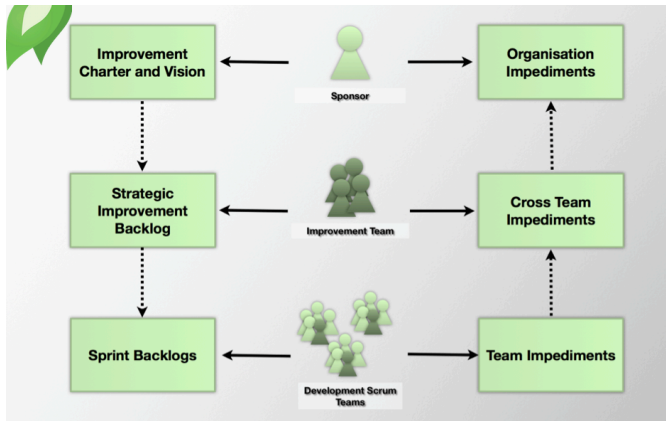 Improvement
Charter and Vision
Sponsor
Organisation
Impediments
Strategic
Improvement
Backlog
Improvement Team
Cross Team
Impediments
Sprint Backlogs
Development Scrum
Teams
Team Impediments